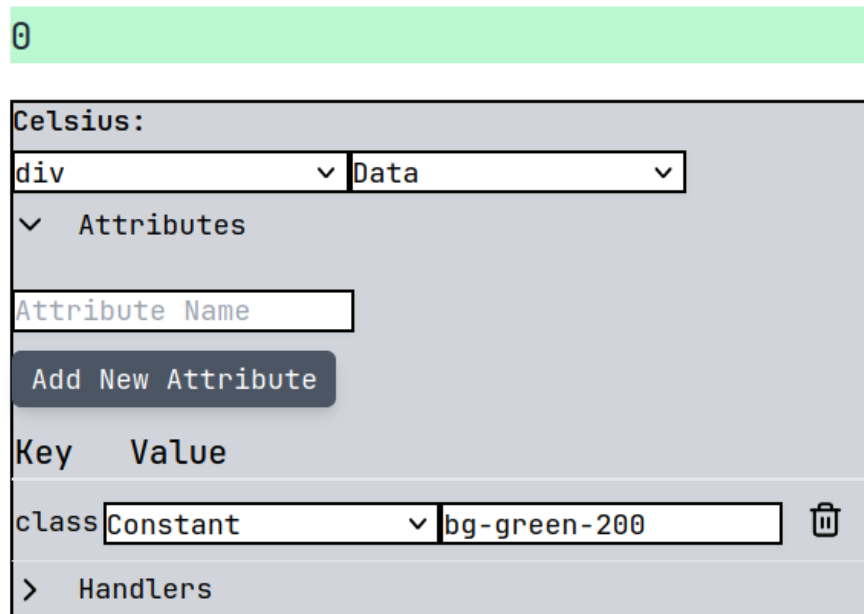 0
Celsius:
div Data
Attributes
Attribute Name
Add New Attribute
Key Value
class Constant bg-green-200
Handlers